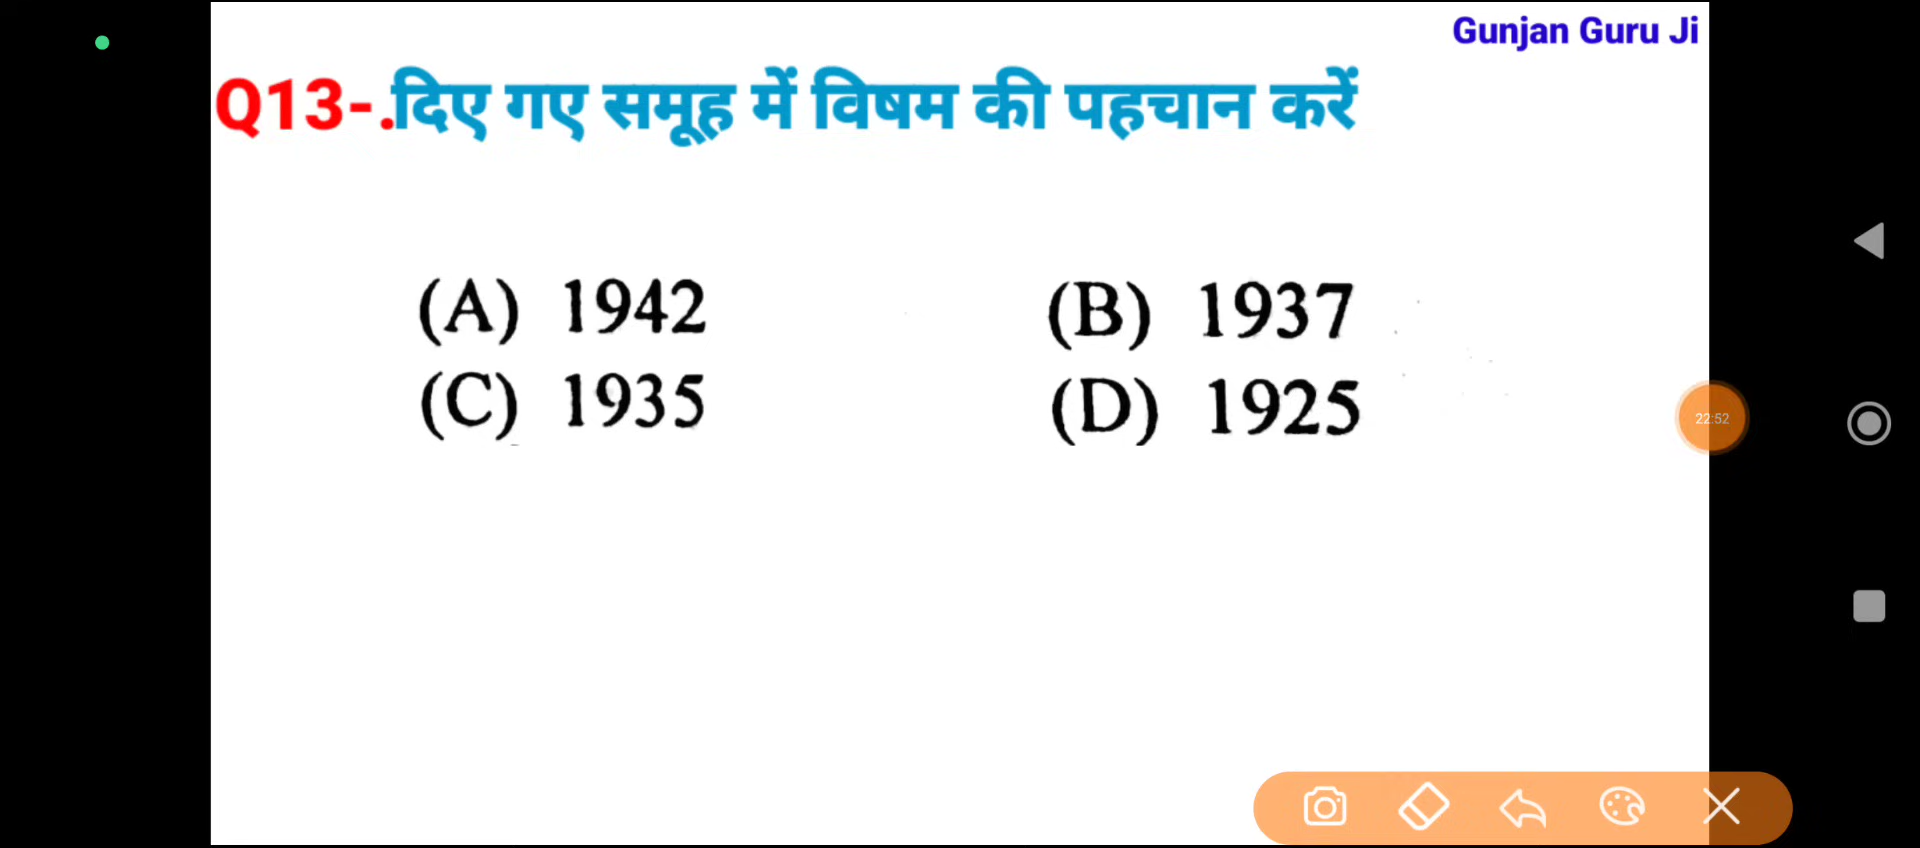 Gunjan Guru Ji
Q13-.दिए गए समूह में विषम की पहचान करें
(A) 1942 (B) 1937
(C) 1935 (D) 1925
22:52